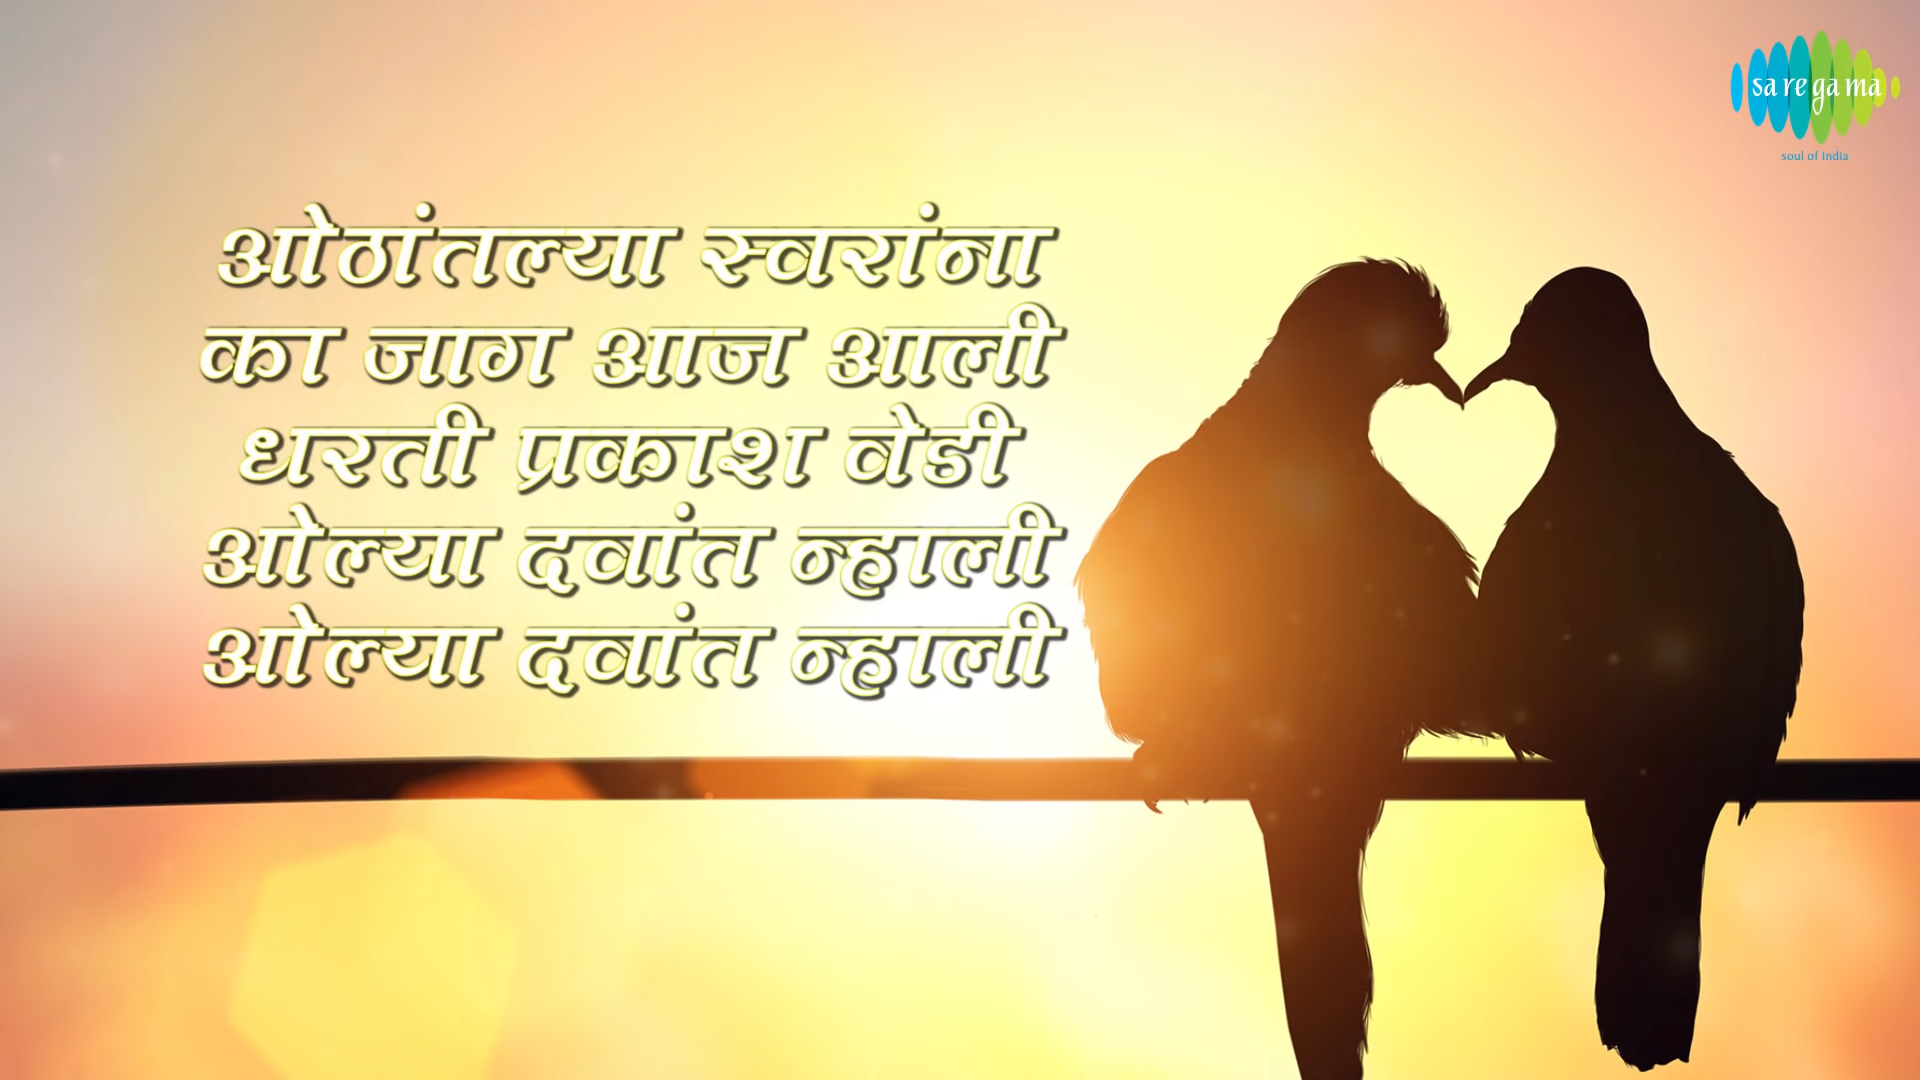 sa re ga ma
soul of India
ओठांतल्या स्वरांना
का जाग आज आली
धरती प्रकाश वेडी
ओल्या दवांत न्हाली
ओल्या दवांत न्हाली